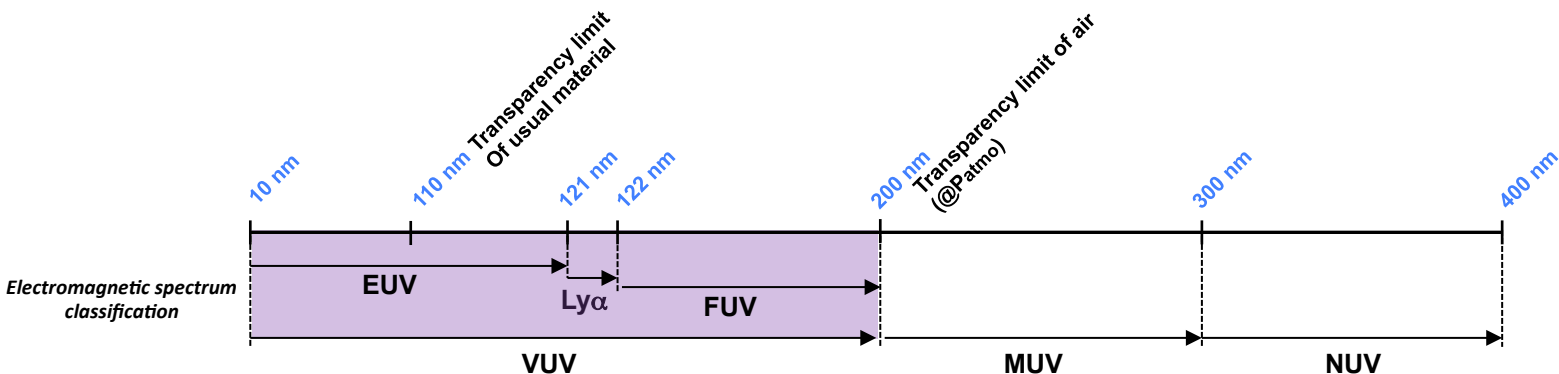 10 nm
110 nm
Transparency limit
Of usual material
121 nm
122 nm
200 nm
Transparency limit of air
(@Patmo)
300 nm
400 nm
Electromagnetic spectrum
classification
EUV
Lyα
FUV
VUV
MUV
NUV